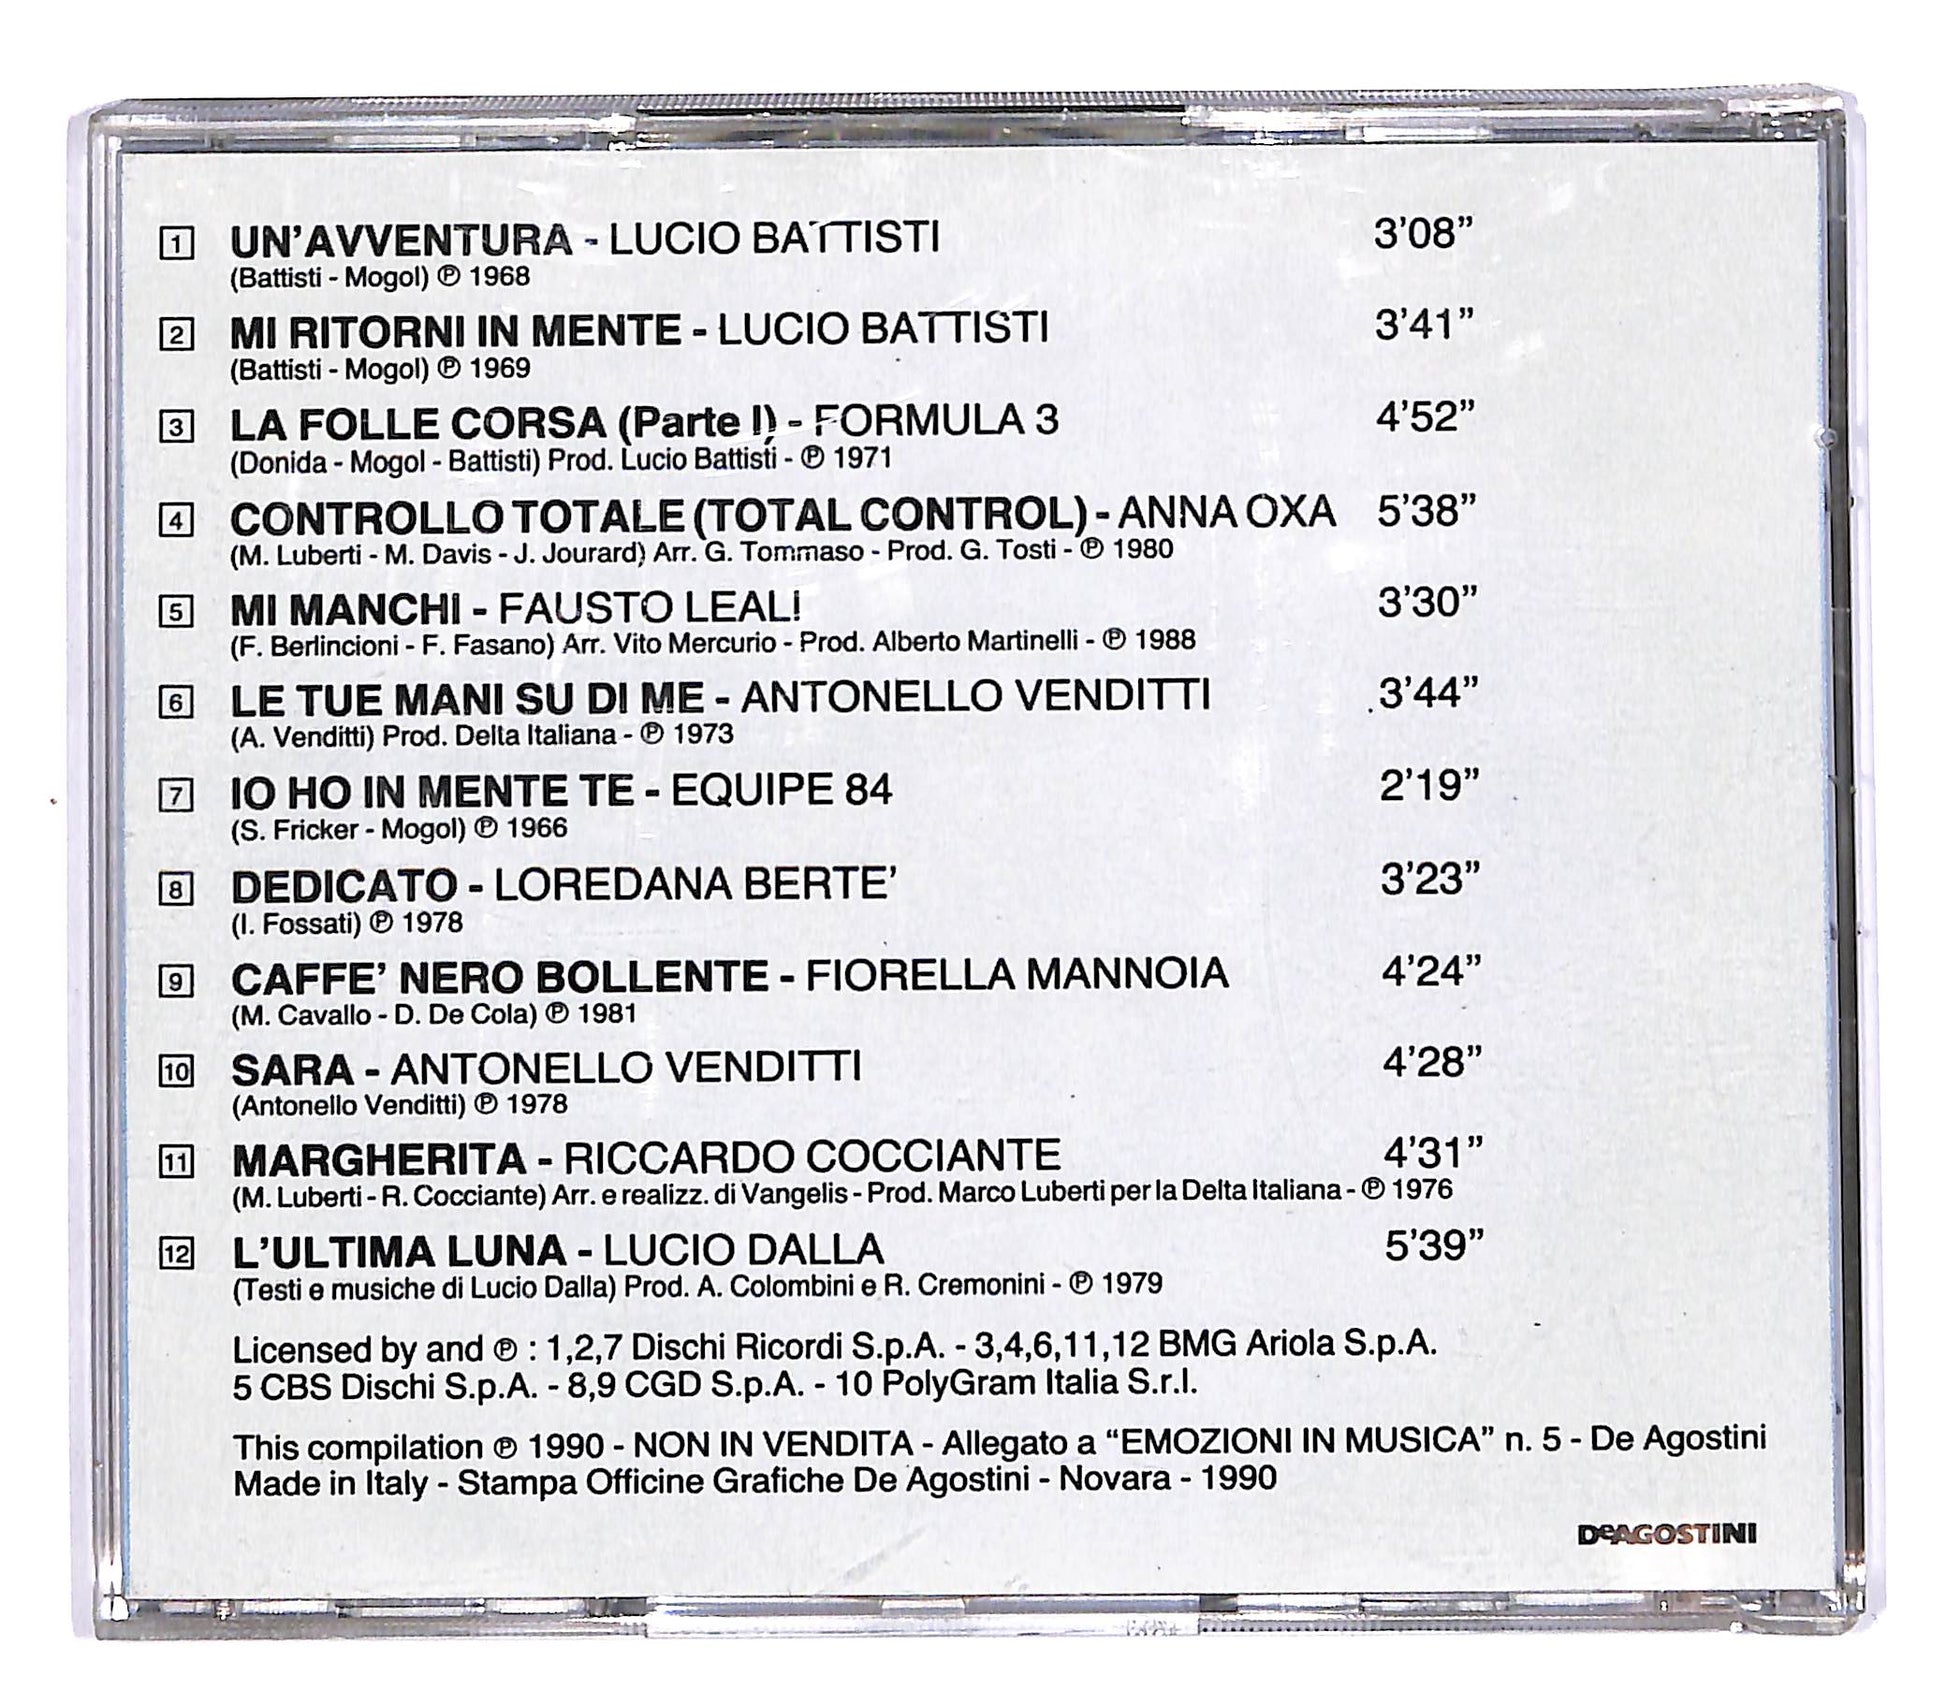 1 UN'AVVENTURA - LUCIO BATTISTI 3'08”
(Battisti - Mogol) ℗ 1968
2 MI RITORNI IN MENTE - LUCIO BATTISTI 3'41”
(Battisti - Mogol) ℗ 1969
3 LA FOLLE CORSA (Parte I) - FORMULA 3 4'52”
(Donida - Mogol - Battisti) Prod. Lucio Battisti - ℗ 1971
4 CONTROLLO TOTALE (TOTAL CONTROL) - ANNA OXA 5'38”
(M. Luberti - M. Davis - J. Jourard) Arr. G. Tommaso - Prod. G. Tosti - ℗ 1980
5 MI MANCHI - FAUSTO LEALI 3'30”
(F. Berlincioni - F. Fasano) Arr. Vito Mercurio - Prod. Alberto Martinelli - ℗ 1988
6 LE TUE MANI SU DI ME - ANTONELLO VENDITTI 3'44”
(A. Venditti) Prod. Delta Italiana - ℗ 1973
7 IO HO IN MENTE TE - EQUIPE 84 2'19”
(S. Fricker - Mogol) ℗ 1966
8 DEDICATO - LOREDANA BERTE' 3'23”
(I. Fossati) ℗ 1978
9 CAFFE' NERO BOLLENTE - FIORELLA MANNOIA 4'24”
(M. Cavallo - D. De Cola) ℗ 1981
10 SARA - ANTONELLO VENDITTI 4'28”
(Antonello Venditti) ℗ 1978
11 MARGHERITA - RICCARDO COCCIANTE 4'31”
(M. Luberti - R. Cocciante) Arr. e realizz. di Vangelis - Prod. Marco Luberti per la Delta Italiana - ℗ 1976
12 L'ULTIMA LUNA - LUCIO DALLA 5'39”
(Testi e musiche di Lucio Dalla) Prod. A. Colombini e R. Cremonini - ℗ 1979
Licensed by and ℗ : 1,2,7 Dischi Ricordi S.p.A. - 3,4,6,11,12 BMG Ariola S.p.A.
5 CBS Dischi S.p.A. - 8,9 CGD S.p.A. - 10 PolyGram Italia S.r.l.
This compilation ℗ 1990 - NON IN VENDITA - Allegato a “EMOZIONI IN MUSICA” n. 5 - De Agostini
Made in Italy - Stampa Officine Grafiche De Agostini - Novara - 1990
DeAGOSTINI